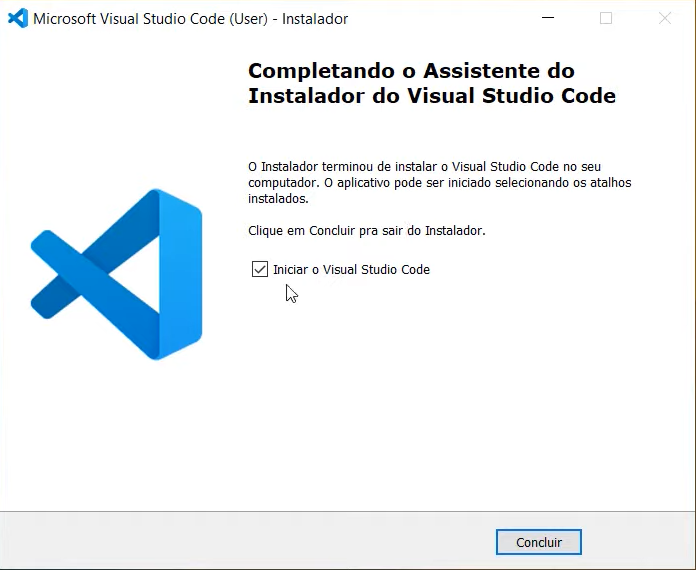 Microsoft Visual Studio Code (User) - Instalador
Completando o Assistente do
Instalador do Visual Studio Code
O Instalador terminou de instalar o Visual Studio Code no seu
computador. O aplicativo pode ser iniciado selecionando os atalhos
instalados.
Clique em Concluir pra sair do Instalador.
Iniciar o Visual Studio Code
Concluir